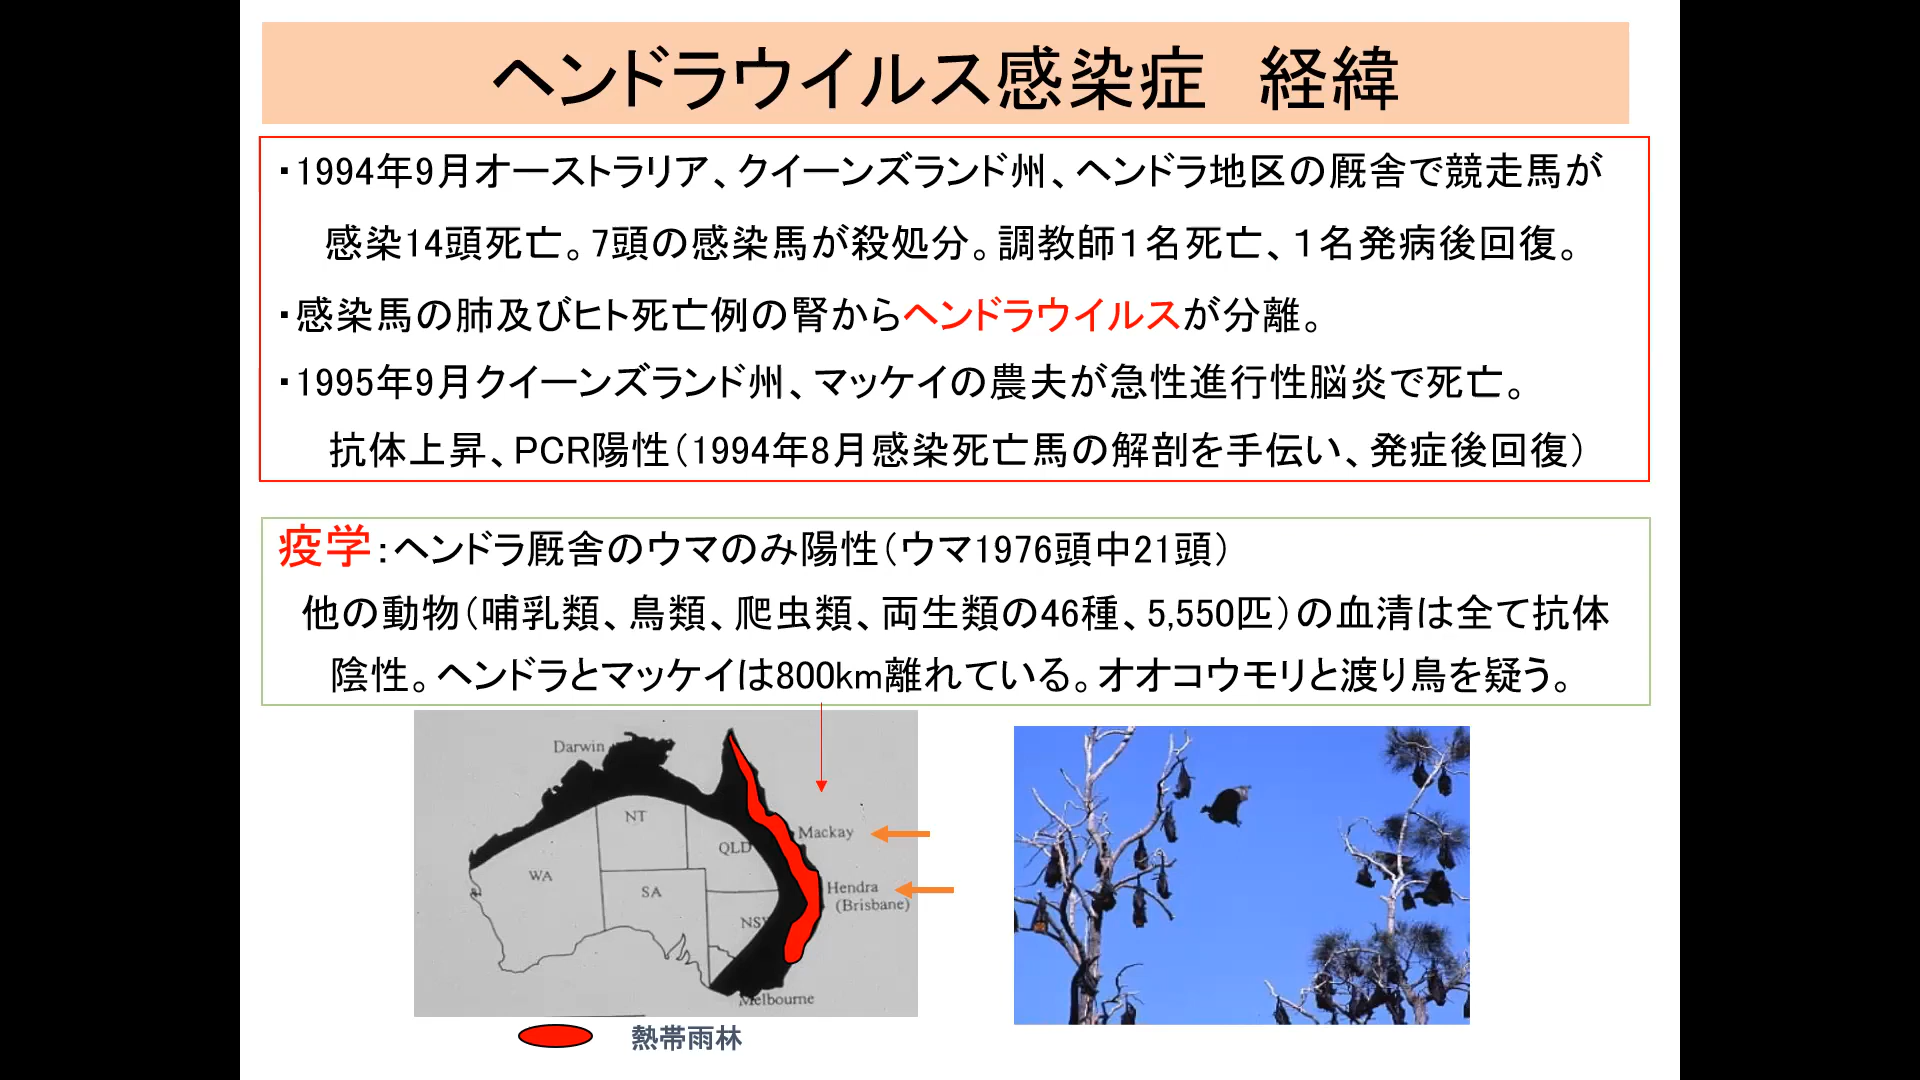 ヘンドラウイルス感染症　経緯
・1994年9月オーストラリア、クイーンズランド州、ヘンドラ地区の厩舎で競走馬が
感染14頭死亡。7頭の感染馬が殺処分。調教師１名死亡、１名発病後回復。
・感染馬の肺及びヒト死亡例の腎からヘンドラウイルスが分離。
・1995年9月クイーンズランド州、マッケイの農夫が急性進行性脳炎で死亡。
抗体上昇、PCR陽性（1994年8月感染死亡馬の解剖を手伝い、発症後回復）
疫学：ヘンドラ厩舎のウマのみ陽性（ウマ1976頭中21頭）
他の動物（哺乳類、鳥類、爬虫類、両生類の46種、5,550匹）の血清は全て抗体
陰性。ヘンドラとマッケイは800km離れている。オオコウモリと渡り鳥を疑う。
Darwin
NT
Mackay
QLD
WA
SA
Hendra
(Brisbane)
NSW
Melbourne
熱帯雨林